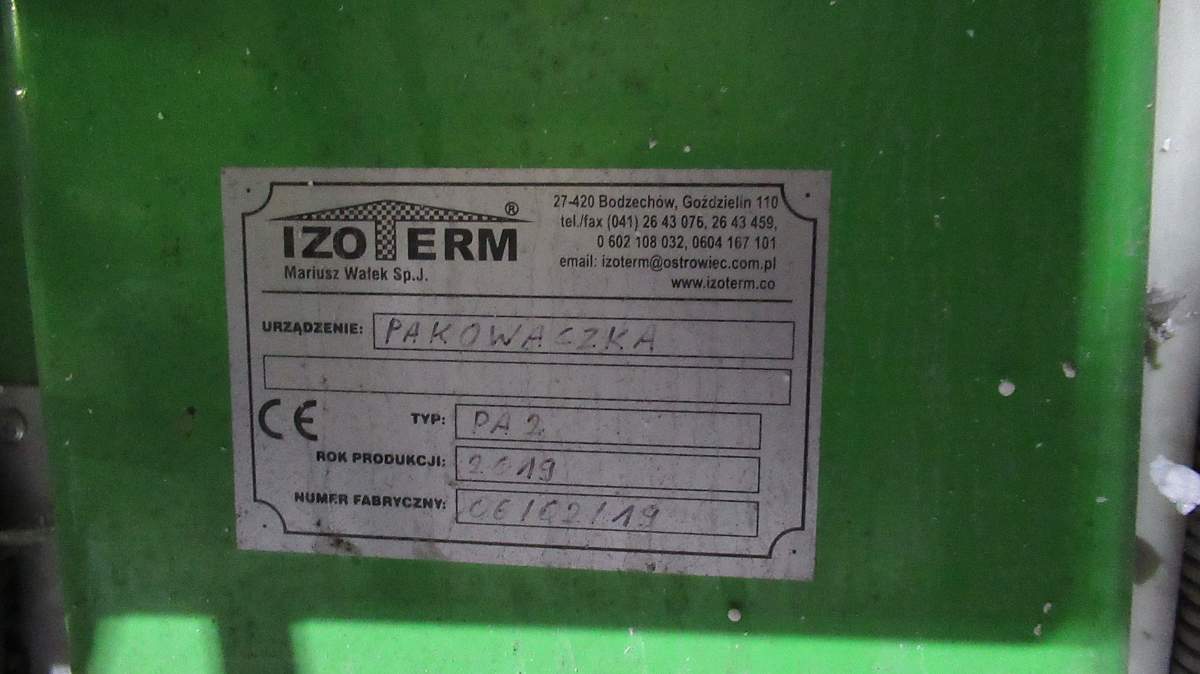 IZOTERM ®
Mariusz Wałek Sp.J.
27-420 Bodzechów, Goździelin 110
tel./fax (041) 26 43 076, 26 43 459,
0 602 108 032, 0604 167 101
email: izoterm@ostrowiec.com.pl
www.izoterm.co
URZĄDZENIE: PAKOWACZKA
CE
TYP: PA 2
ROK PRODUKCJI: 2019
NUMER FABRYCZNY: 06/02/19